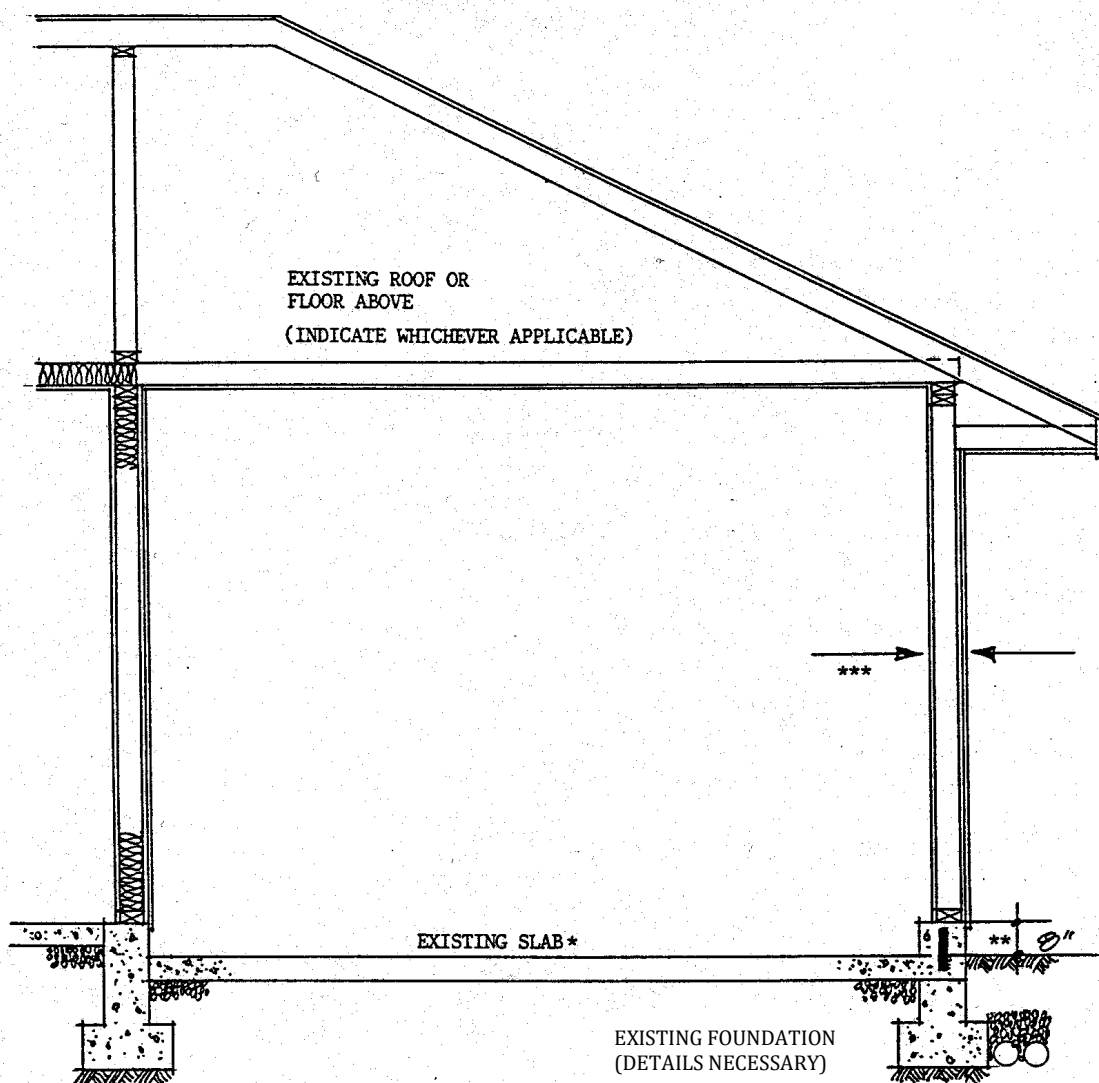 EXISTING ROOF OR
FLOOR ABOVE
(INDICATE WHICHEVER APPLICABLE)
***
EXISTING SLAB*
** 8"
EXISTING FOUNDATION
(DETAILS NECESSARY)